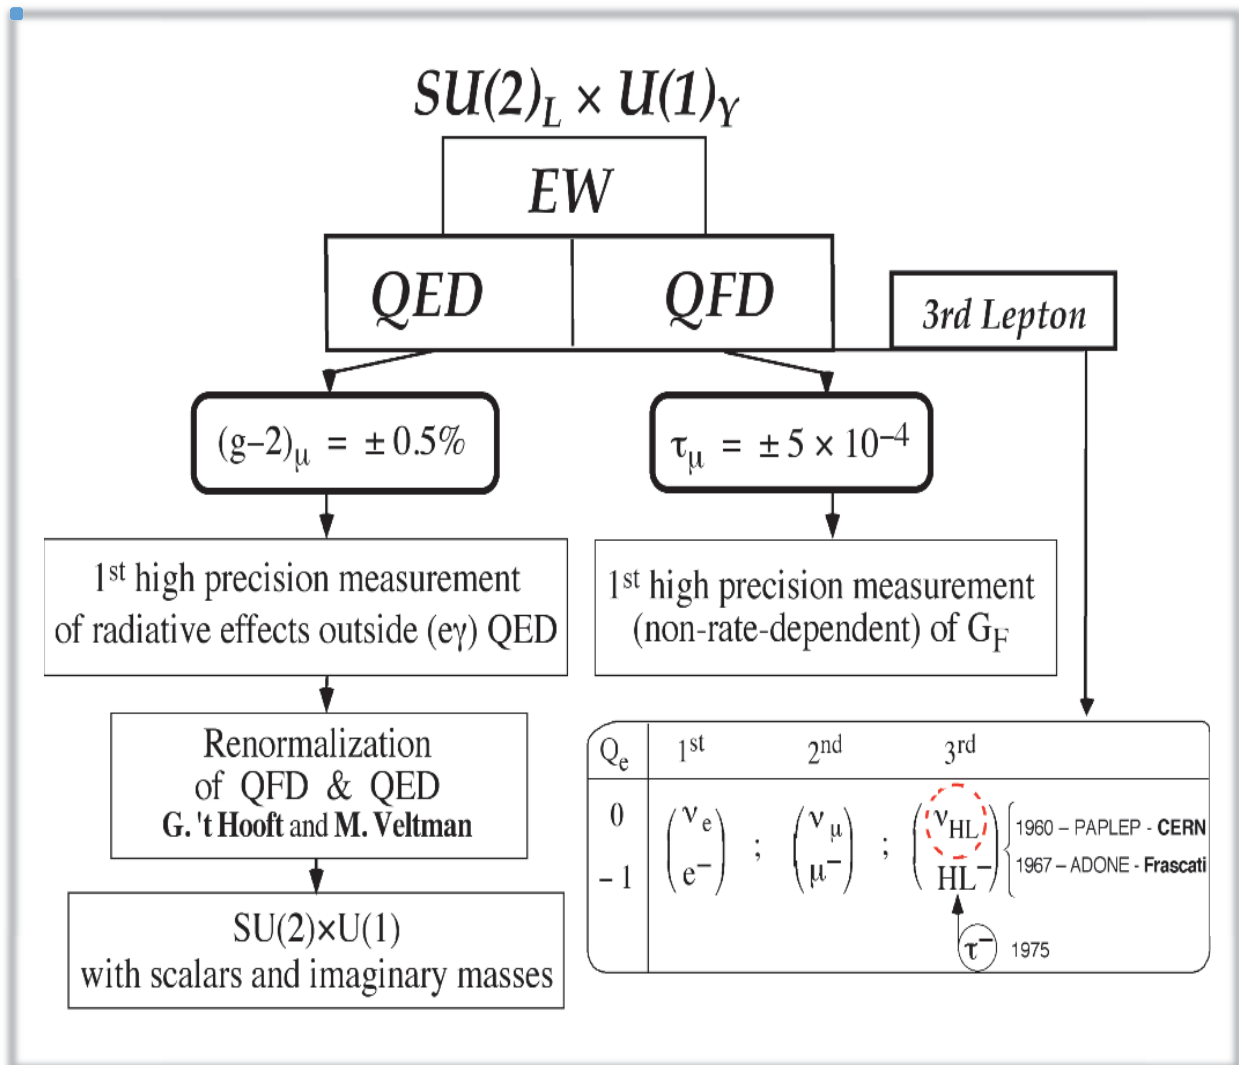 SU(2)L × U(1)Y
EW
QED QFD
3rd Lepton
(g–2)μ = ± 0.5%
τμ = ± 5 × 10–4
1st high precision measurement
of radiative effects outside (eγ) QED
1st high precision measurement
(non-rate-dependent) of GF
Renormalization
of QFD & QED
G. 't Hooft and M. Veltman
SU(2)×U(1)
with scalars and imaginary masses
Qe 1st 2nd 3rd
0 νe ; νμ ; νHL
– 1 e– μ– HL–
1960 – PAPLEP - CERN
1967 – ADONE - Frascati
τ– 1975